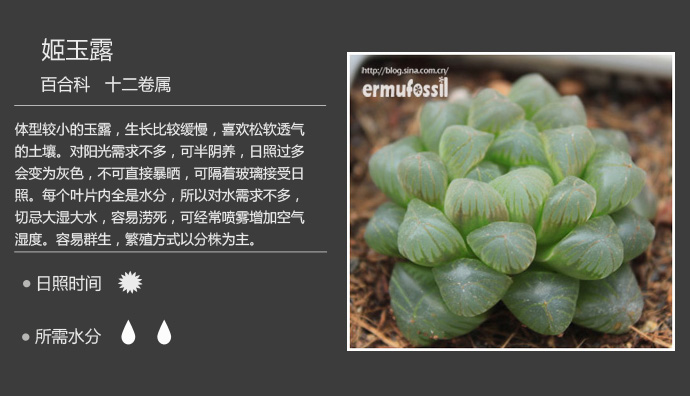 姬玉露
百合科 十二卷属
体型较小的玉露，生长比较缓慢，喜欢松软透气
的土壤。对阳光需求不多，可半阴养，日照过多
会变为灰色，不可直接暴晒，可隔着玻璃接受日
照。每个叶片内全是水分，所以对水需求不多，
切忌大湿大水，容易涝死，可经常喷雾增加空气
湿度。容易群生，繁殖方式以分株为主。
日照时间
所需水分
http://blog.sina.com.cn/
ermufossil